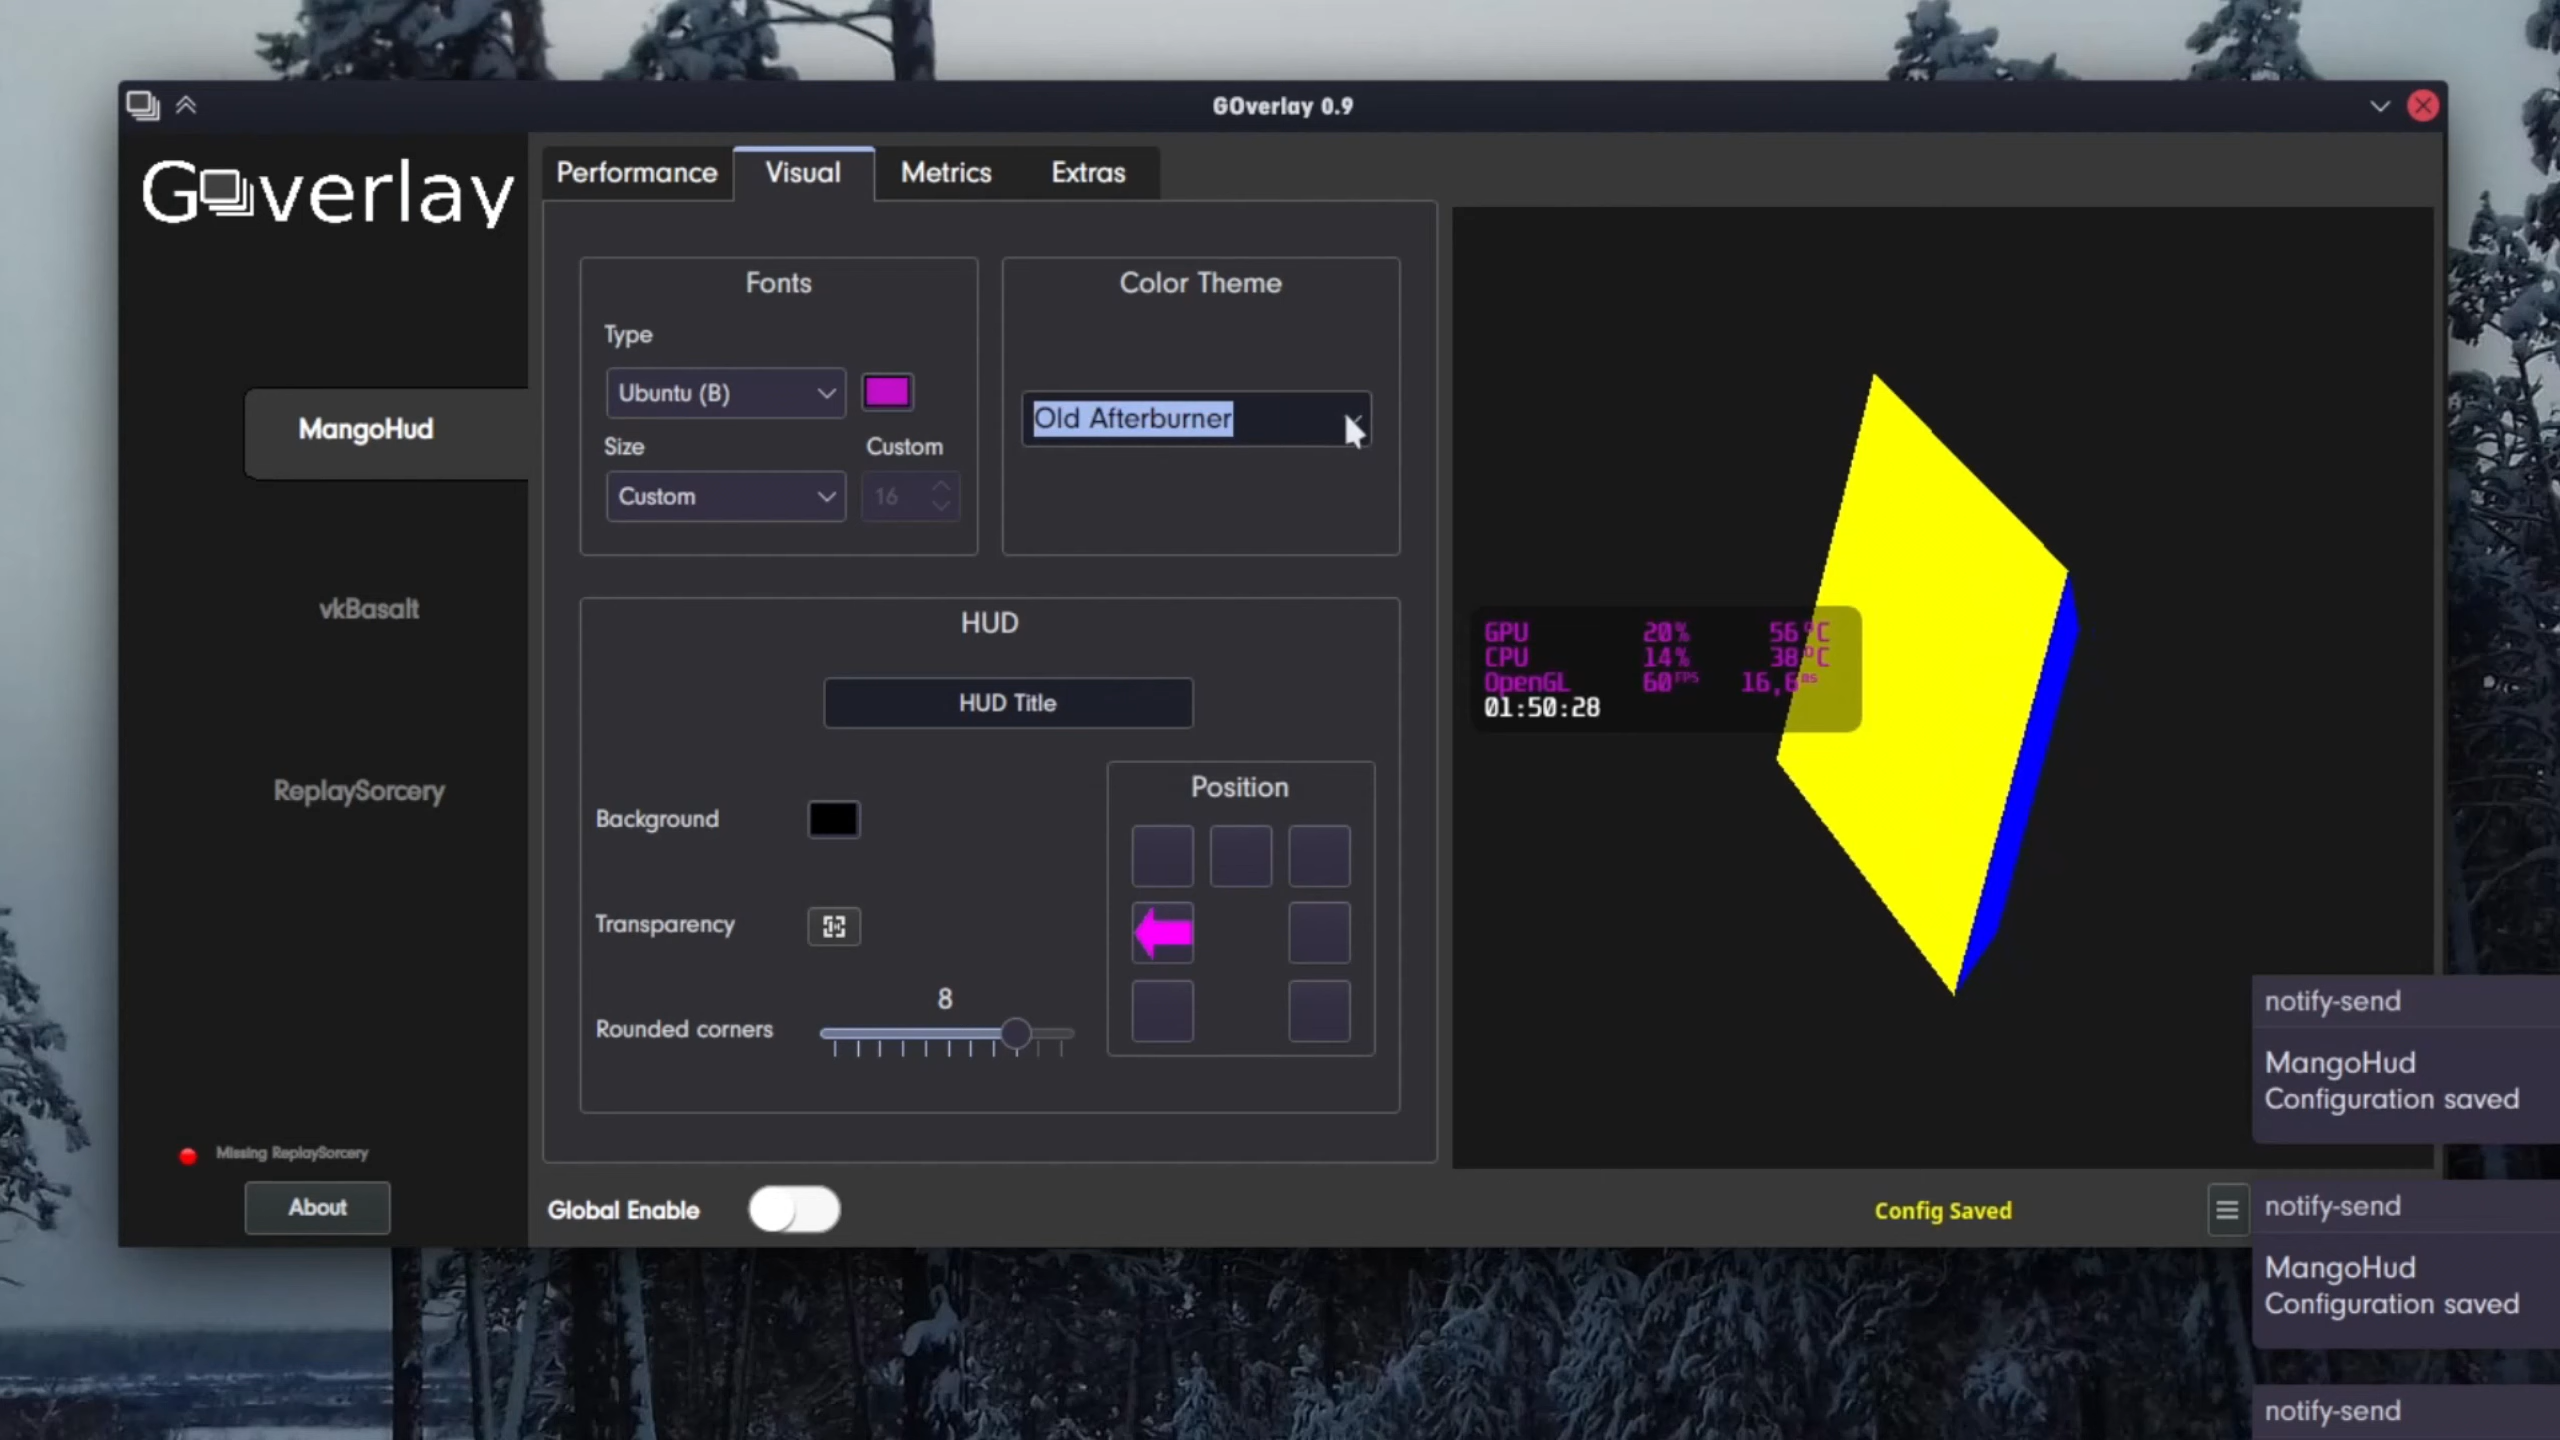 GOverlay 0.9
Goverlay
MangoHud
vkBasalt
ReplaySorcery
Missing ReplaySorcery
About
Performance
Visual
Metrics
Extras
Fonts
Type
Ubuntu (B)
Size
Custom
Custom
16
Color Theme
Old Afterburner
HUD
HUD Title
Background
Transparency
Rounded corners
8
Position
Global Enable
GPU 20% 56°C
CPU 14% 38°C
OpenGL 60FPS 16,6ms
01:50:28
Config Saved
notify-send
MangoHud
Configuration saved
notify-send
MangoHud
Configuration saved
notify-send